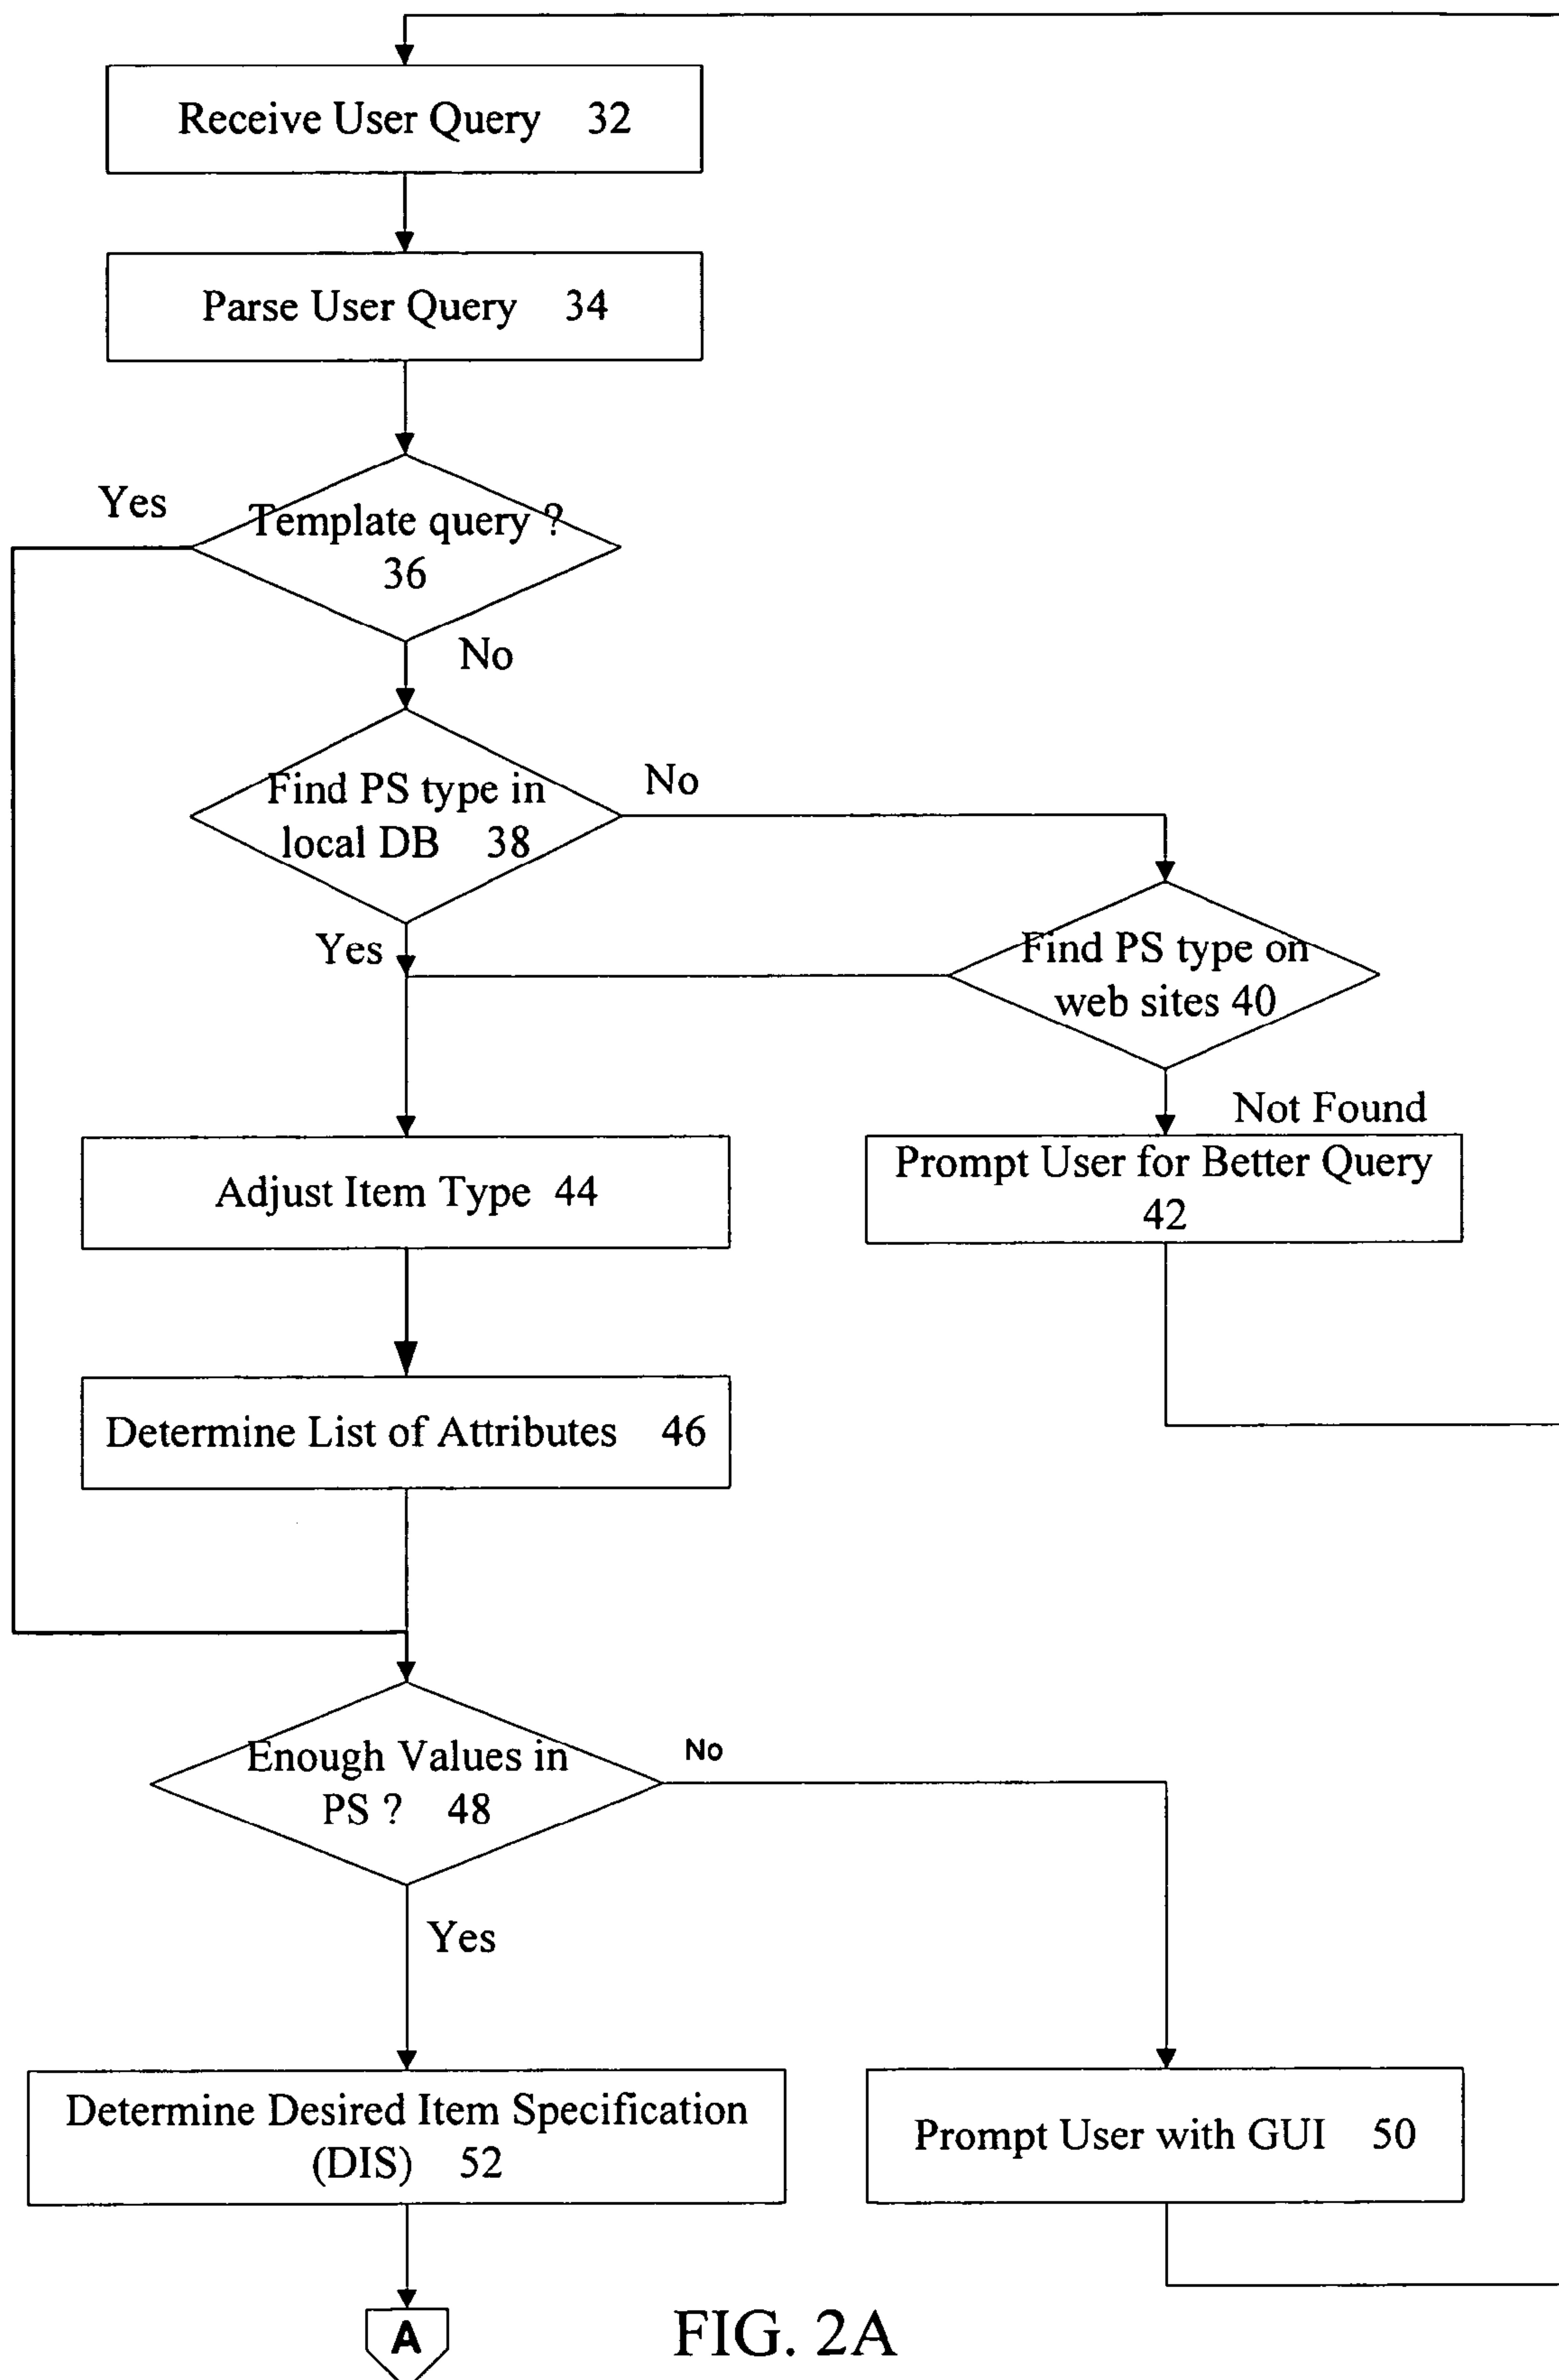 Receive User Query 32
Parse User Query 34
Yes
Template query ?
36
No
Find PS type in
local DB 38
No
Yes
Find PS type on
web sites 40
Not Found
Adjust Item Type 44
Prompt User for Better Query
42
Determine List of Attributes 46
Enough Values in
PS ? 48
No
Yes
Determine Desired Item Specification
(DIS) 52
Prompt User with GUI 50
A
FIG. 2A